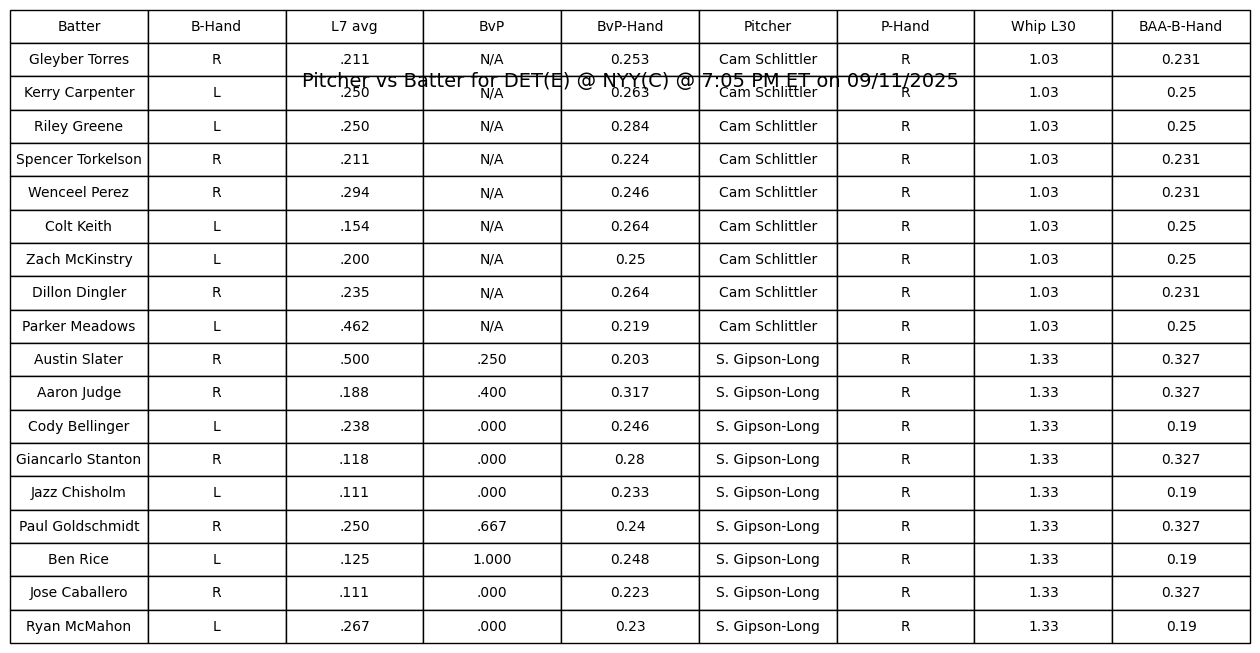 Batter B-Hand L7 avg BvP BvP-Hand Pitcher P-Hand Whip L30 BAA-B-Hand
Gleyber Torres R .211 N/A 0.253 Cam Schlittler R 1.03 0.231
Pitcher vs Batter for DET(E) @ NYY(C) @ 7:05 PM ET on 09/11/2025
Kerry Carpenter L .250 N/A 0.263 Cam Schlittler R 1.03 0.25
Riley Greene L .250 N/A 0.284 Cam Schlittler R 1.03 0.25
Spencer Torkelson R .211 N/A 0.224 Cam Schlittler R 1.03 0.231
Wenceel Perez R .294 N/A 0.246 Cam Schlittler R 1.03 0.231
Colt Keith L .154 N/A 0.264 Cam Schlittler R 1.03 0.25
Zach McKinstry L .200 N/A 0.25 Cam Schlittler R 1.03 0.25
Dillon Dingler R .235 N/A 0.264 Cam Schlittler R 1.03 0.231
Parker Meadows L .462 N/A 0.219 Cam Schlittler R 1.03 0.25
Austin Slater R .500 .250 0.203 S. Gipson-Long R 1.33 0.327
Aaron Judge R .188 .400 0.317 S. Gipson-Long R 1.33 0.327
Cody Bellinger L .238 .000 0.246 S. Gipson-Long R 1.33 0.19
Giancarlo Stanton R .118 .000 0.28 S. Gipson-Long R 1.33 0.327
Jazz Chisholm L .111 .000 0.233 S. Gipson-Long R 1.33 0.19
Paul Goldschmidt R .250 .667 0.24 S. Gipson-Long R 1.33 0.327
Ben Rice L .125 1.000 0.248 S. Gipson-Long R 1.33 0.19
Jose Caballero R .111 .000 0.223 S. Gipson-Long R 1.33 0.327
Ryan McMahon L .267 .000 0.23 S. Gipson-Long R 1.33 0.19